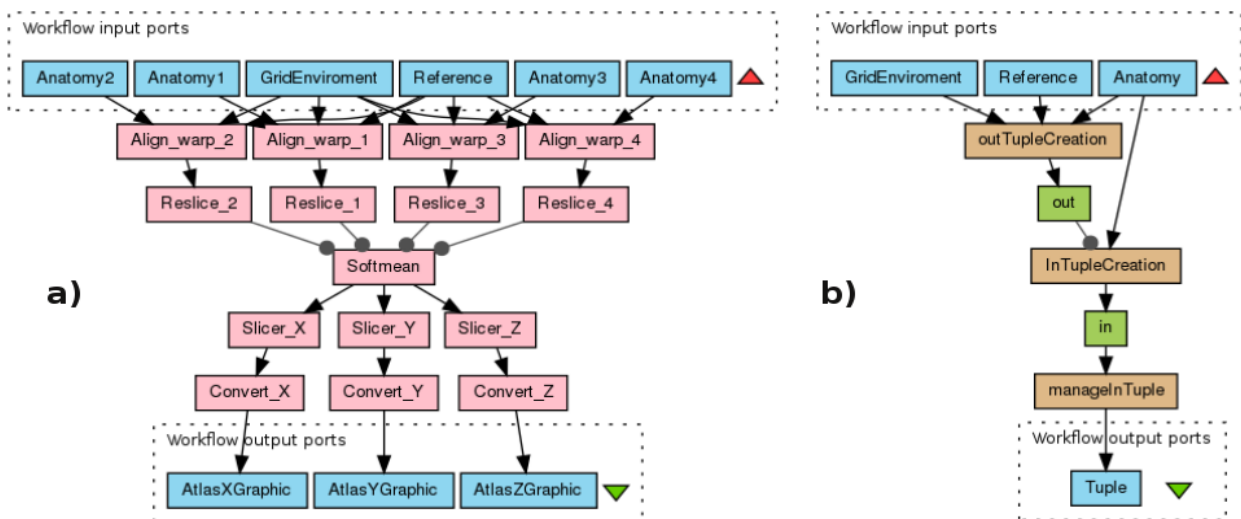 Workflow input ports
Anatomy2 Anatomy1 GridEnviroment Reference Anatomy3 Anatomy4
Align_warp_2 Align_warp_1 Align_warp_3 Align_warp_4
Reslice_2 Reslice_1 Reslice_3 Reslice_4
Softmean
a)
Slicer_X Slicer_Y Slicer_Z
Convert_X Convert_Y Convert_Z
Workflow output ports
AtlasXGraphic AtlasYGraphic AtlasZGraphic
Workflow input ports
GridEnviroment Reference Anatomy
outTupleCreation
out
InTupleCreation
b)
in
manageInTuple
Workflow output ports
Tuple